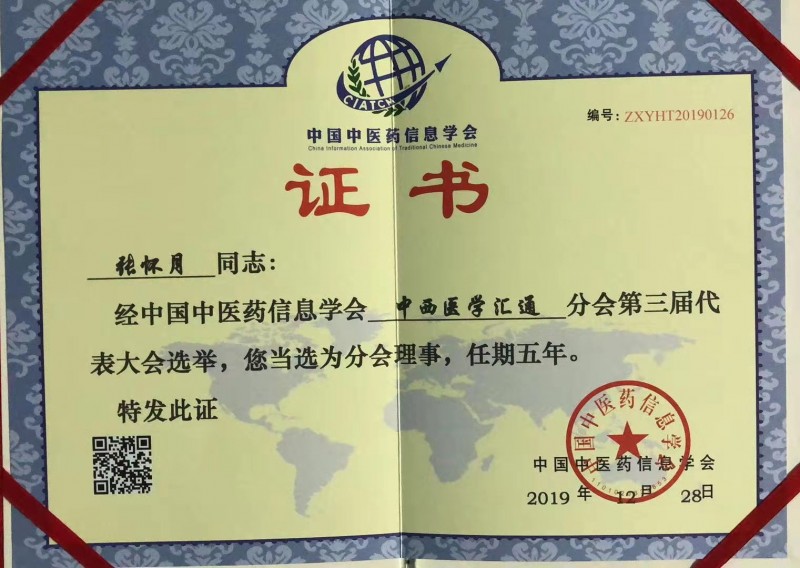 CIATCM
中国中医药信息学会
China Information Association of Traditional Chinese Medicine
编号：ZXYHT20190126
证书
张怀月 同志：
经中国中医药信息学会 中西医学汇通 分会第三届代
表大会选举，您当选为分会理事，任期五年。
特发此证
中国中医药信息学会
中国中医药信息学会
2019 年 12月 28日